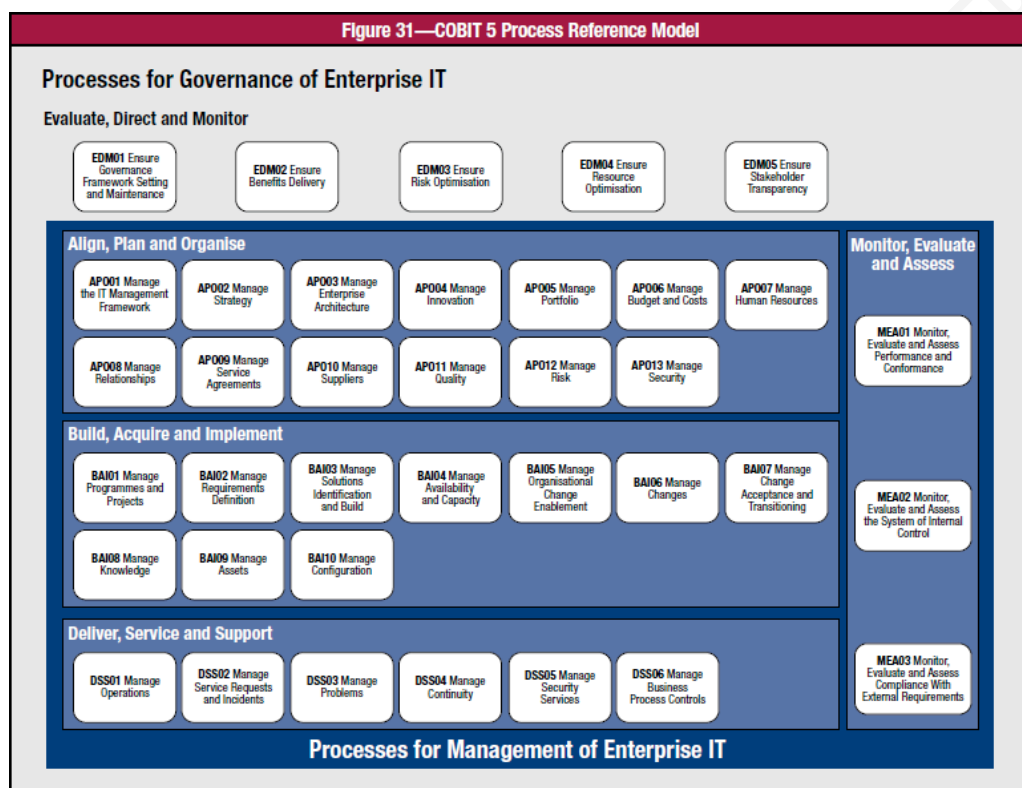 Figure 31—COBIT 5 Process Reference Model
Processes for Governance of Enterprise IT
Evaluate, Direct and Monitor
EDM01 Ensure
Governance
Framework Setting
and Maintenance
EDM02 Ensure
Benefits Delivery
EDM03 Ensure
Risk Optimisation
EDM04 Ensure
Resource
Optimisation
EDM05 Ensure
Stakeholder
Transparency
Align, Plan and Organise
APO01 Manage
the IT Management
Framework
APO02 Manage
Strategy
APO03 Manage
Enterprise
Architecture
APO04 Manage
Innovation
APO05 Manage
Portfolio
APO06 Manage
Budget and Costs
APO07 Manage
Human Resources
APO08 Manage
Relationships
APO09 Manage
Service
Agreements
APO10 Manage
Suppliers
APO11 Manage
Quality
APO12 Manage
Risk
APO13 Manage
Security
Build, Acquire and Implement
BAI01 Manage
Programmes and
Projects
BAI02 Manage
Requirements
Definition
BAI03 Manage
Solutions
Identification
and Build
BAI04 Manage
Availability
and Capacity
BAI05 Manage
Organisational
Change
Enablement
BAI06 Manage
Changes
BAI07 Manage
Change
Acceptance and
Transitioning
BAI08 Manage
Knowledge
BAI09 Manage
Assets
BAI10 Manage
Configuration
Deliver, Service and Support
DSS01 Manage
Operations
DSS02 Manage
Service Requests
and Incidents
DSS03 Manage
Problems
DSS04 Manage
Continuity
DSS05 Manage
Security
Services
DSS06 Manage
Business
Process Controls
Monitor, Evaluate
and Assess
MEA01 Monitor,
Evaluate and Assess
Performance and
Conformance
MEA02 Monitor,
Evaluate and Assess
the System of Internal
Control
MEA03 Monitor,
Evaluate and Assess
Compliance With
External Requirements
Processes for Management of Enterprise IT